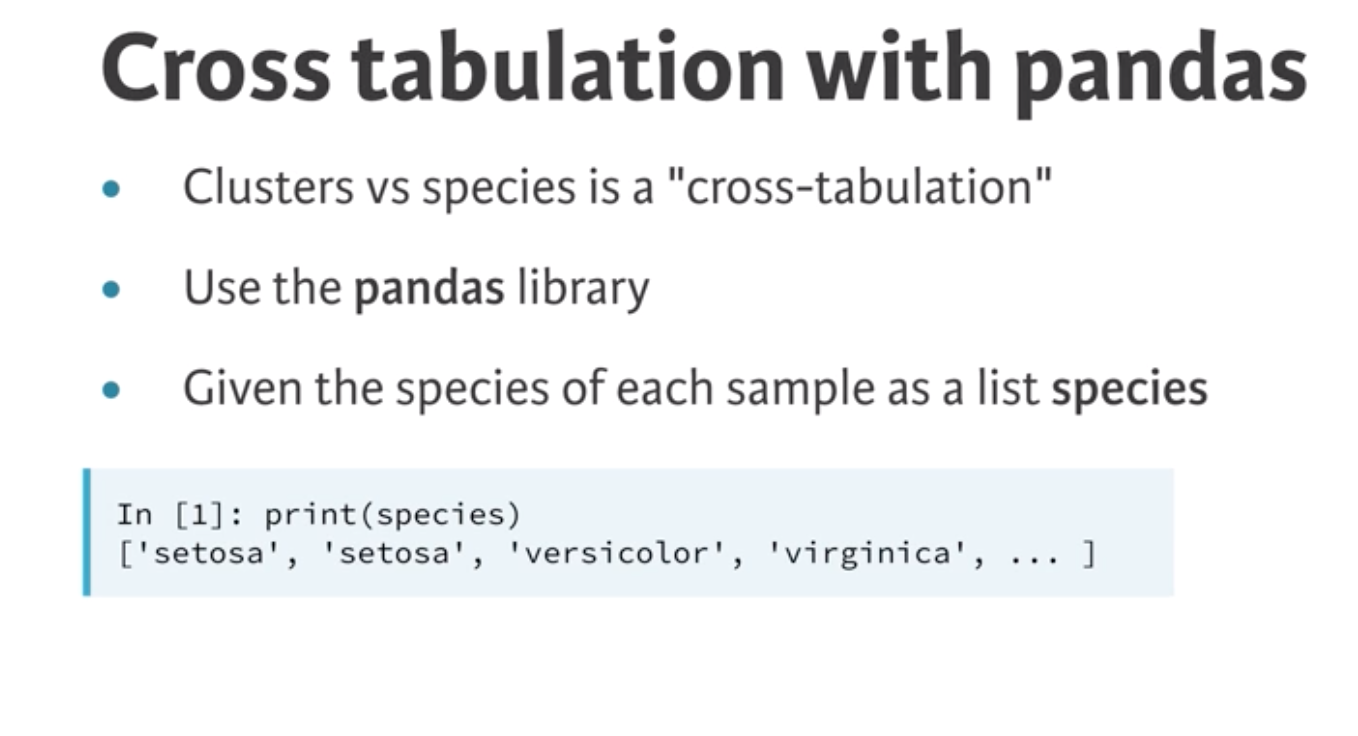 Cross tabulation with pandas
• Clusters vs species is a "cross-tabulation"
• Use the pandas library
• Given the species of each sample as a list species
In [1]: print(species)
['setosa', 'setosa', 'versicolor', 'virginica', ... ]